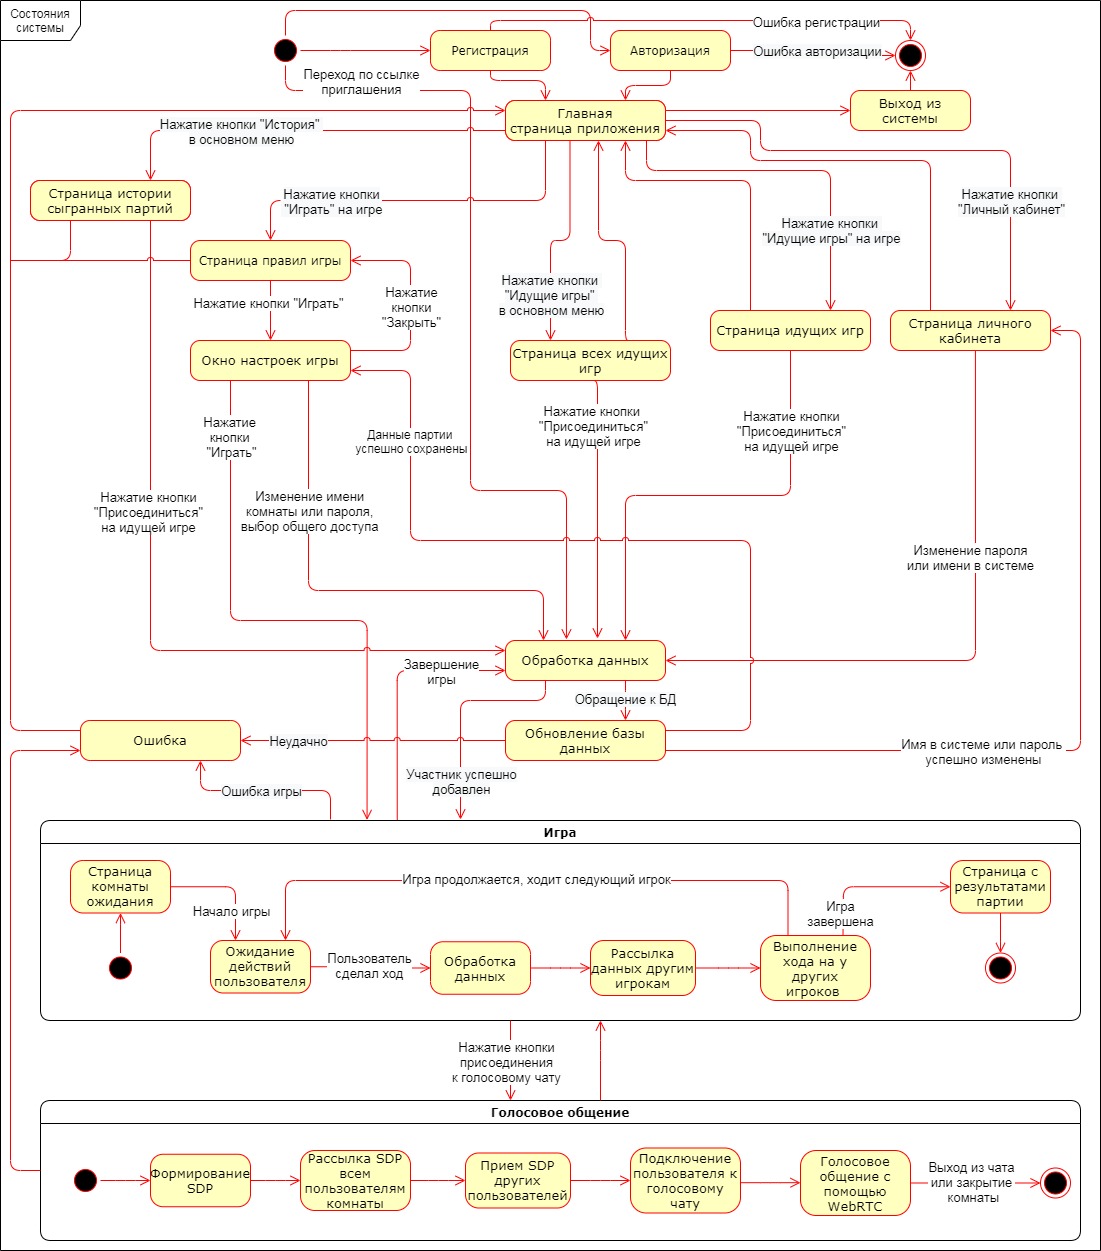 Состояния
системы
Ошибка регистрации
Регистрация
Авторизация
Ошибка авторизации
Переход по ссылке
приглашения
Главная
страница приложения
Выход из
системы
Нажатие кнопки "История"
в основном меню
Страница истории
сыгранных партий
Нажатие кнопки
"Играть" на игре
Нажатие кнопки
"Личный кабинет"
Нажатие кнопки
"Идущие игры" на игре
Страница правил игры
Нажатие кнопки
"Идущие игры"
в основном меню
Нажатие кнопки "Играть"
Нажатие
кнопки
"Закрыть"
Страница идущих игр
Страница личного
кабинета
Окно настроек игры
Страница всех идущих
игр
Нажатие
кнопки
"Играть"
Данные партии
успешно сохранены
Нажатие кнопки
"Присоединиться"
на идущей игре
Нажатие кнопки
"Присоединиться"
на идущей игре
Нажатие кнопки
"Присоединиться"
на идущей игре
Изменение имени
комнаты или пароля,
выбор общего доступа
Изменение пароля
или имени в системе
Обработка данных
Завершение
игры
Обращение к БД
Ошибка
Неудачно
Обновление базы
данных
Имя в системе или пароль
успешно изменены
Ошибка игры
Участник успешно
добавлен
Игра
Страница
комнаты
ожидания
Игра продолжается, ходит следующий игрок
Страница с
результатами
партии
Начало игры
Игра
завершена
Ожидание
действий
пользователя
Пользователь
сделал ход
Обработка
данных
Рассылка
данных другим
игрокам
Выполнение
хода на у
других
игроков
Нажатие кнопки
присоединения
к голосовому чату
Голосовое общение
Формирование
SDP
Рассылка SDP
всем
пользователям
комнаты
Прием SDP
других
пользователей
Подключение
пользователя к
голосовому
чату
Голосовое
общение с
помощью
WebRTC
Выход из чата
или закрытие
комнаты